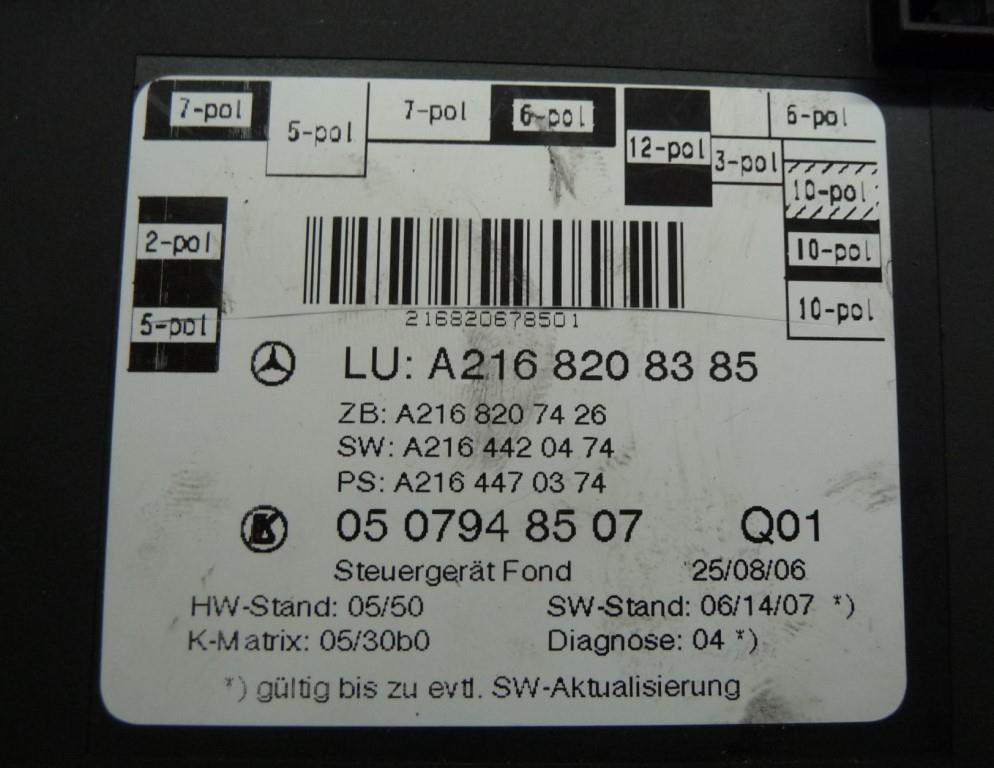 7-pol
5-pol
7-pol
6-pol
12-pol
3-pol
6-pol
10-pol
10-pol
10-pol
2-pol
5-pol
216820678501
LU: A216 820 83 85
ZB: A216 820 74 26
SW: A216 442 04 74
PS: A216 447 03 74
05 0794 85 07 Q01
Steuergerät Fond 25/08/06
HW-Stand: 05/50 SW-Stand: 06/14/07 *)
K-Matrix: 05/30b0 Diagnose: 04 *)
*) gültig bis zu evtl. SW-Aktualisierung